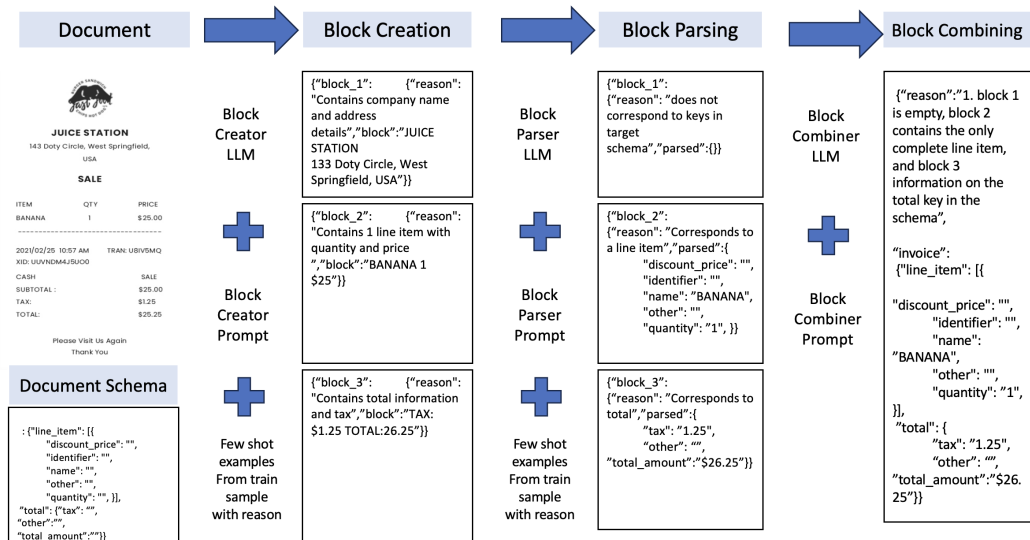 Document
Block Creation
Block Parsing
Block Combining
Just Juice
JUICE STATION
143 Doty Circle, West Springfield,
USA
SALE
ITEM QTY PRICE
BANANA 1 $25.00
------------------------------------
2021/02/25 10:57 AM TRAN: UBIV5MQ
XID: UUVNDM4J5UO0
CASH SALE
SUBTOTAL : $25.00
TAX: $1.25
TOTAL: $25.25
Please Visit Us Again
Thank You
Document Schema
: {"line_item": [{
"discount_price": "",
"identifier": "",
"name": "",
"other": "",
"quantity": "", }],
"total": {"tax": “”,
“other”:“”,
“total_amount”:“”}}
Block
Creator
LLM
Block
Creator
Prompt
Few shot
examples
From train
sample
with reason
{“block_1”: {“reason":
"Contains company name
and address
details”,”block”:”JUICE
STATION
133 Doty Circle, West
Springfield, USA”}}
{“block_2”: {“reason":
"Contains 1 line item with
quantity and price
”,”block”:”BANANA 1
$25”}}
{“block_3”: {“reason":
"Contains total information
and tax”,”block”:”TAX:
$1.25 TOTAL:26.25”}}
Block
Parser
LLM
Block
Parser
Prompt
Few shot
examples
From train
sample
with reason
{“block_1”:
{“reason": ”does not
correspond to keys in
target
schema”,”parsed”:{}}
{“block_2”:
{“reason": ”Corresponds to
a line item”,”parsed”:{
"discount_price": "",
"identifier": "",
"name": ”BANANA",
"other": "",
"quantity": ”1", }}
{“block_3”:
{“reason": ”Corresponds to
total”,”parsed”:{
“tax”: ”1.25”,
“other”: “”,
”total_amount”:”$26.25”}}
Block
Combiner
LLM
Block
Combiner
Prompt
{“reason”:”1. block 1
is empty, block 2
contains the only
complete line item,
and block 3
information on the
total key in the
schema”,
“invoice”:
{"line_item": [{
"discount_price": "",
"identifier": "",
"name":
”BANANA",
"other": "",
"quantity": ”1",
}],
"total": {
“tax”: ”1.25”,
“other”: “”,
”total_amount”:”$26.
25”}}